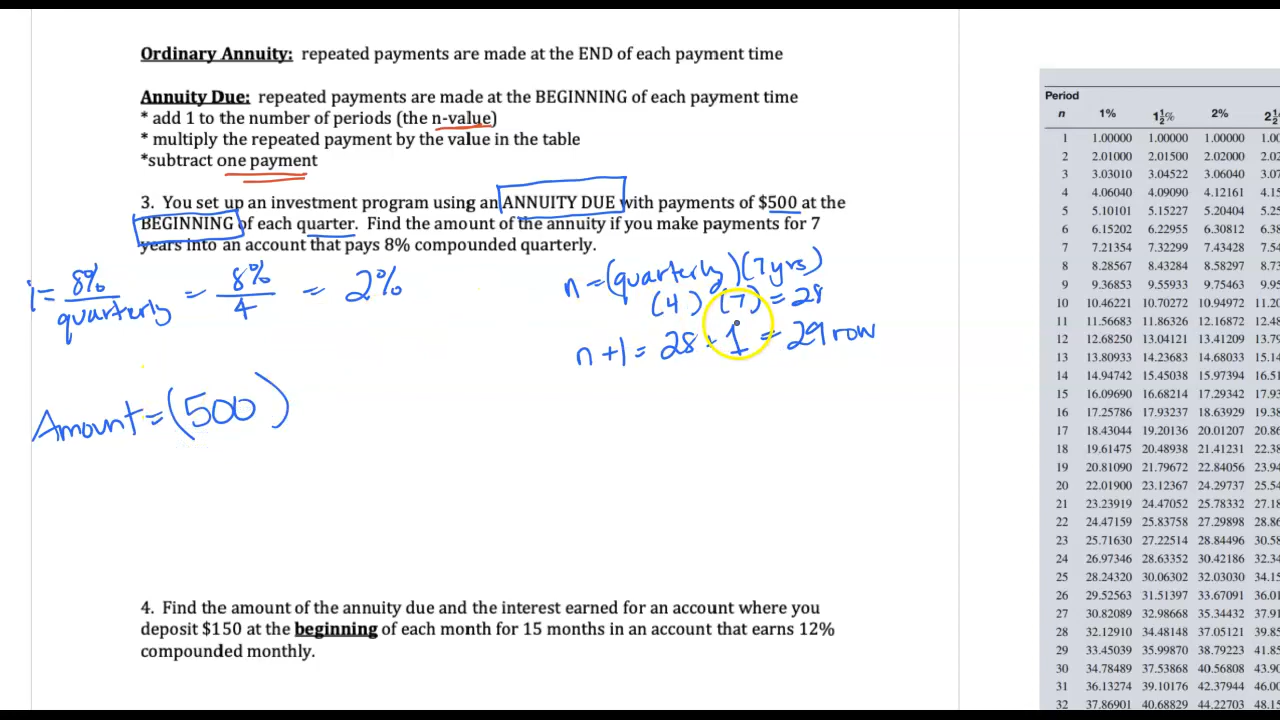 Ordinary Annuity: repeated payments are made at the END of each payment time
Annuity Due: repeated payments are made at the BEGINNING of each payment time
* add 1 to the number of periods (the n-value)
* multiply the repeated payment by the value in the table
*subtract one payment
3. You set up an investment program using an ANNUITY DUE with payments of $500 at the
BEGINNING of each quarter. Find the amount of the annuity if you make payments for 7
years into an account that pays 8% compounded quarterly.
i = 8% / quarterly = 8% / 4 = 2%
n = (quarterly)(7 yrs)
(4) (7) = 28
n + 1 = 28 + 1 = 29 row
Amount = (500)
4. Find the amount of the annuity due and the interest earned for an account where you
deposit $150 at the beginning of each month for 15 months in an account that earns 12%
compounded monthly.
Period
n 1% 1½% 2%
1 1.00000 1.00000 1.00000
2 2.01000 2.01500 2.02000
3 3.03010 3.04522 3.06040
4 4.06040 4.09090 4.12161
5 5.10101 5.15227 5.20404
6 6.15202 6.22955 6.30812
7 7.21354 7.32299 7.43428
8 8.28567 8.43284 8.58297
9 9.36853 9.55933 9.75463
10 10.46221 10.70272 10.94972
11 11.56683 11.86326 12.16872
12 12.68250 13.04121 13.41209
13 13.80933 14.23683 14.68033
14 14.94742 15.45038 15.97394
15 16.09690 16.68214 17.29342
16 17.25786 17.93237 18.63929
17 18.43044 19.20136 20.01207
18 19.61475 20.48938 21.41231
19 20.81090 21.79672 22.84056
20 22.01900 23.12367 24.29737
21 23.23919 24.47052 25.78332
22 24.47159 25.83758 27.29898
23 25.71630 27.22514 28.84496
24 26.97346 28.63352 30.42186
25 28.24320 30.06302 32.03030
26 29.52563 31.51397 33.67091
27 30.82089 32.98668 35.34432
28 32.12910 34.48148 37.05121
29 33.45039 35.99870 38.79223
30 34.78489 37.53868 40.56808
31 36.13274 39.10176 42.37944
32 37.86901 40.68829 44.22703